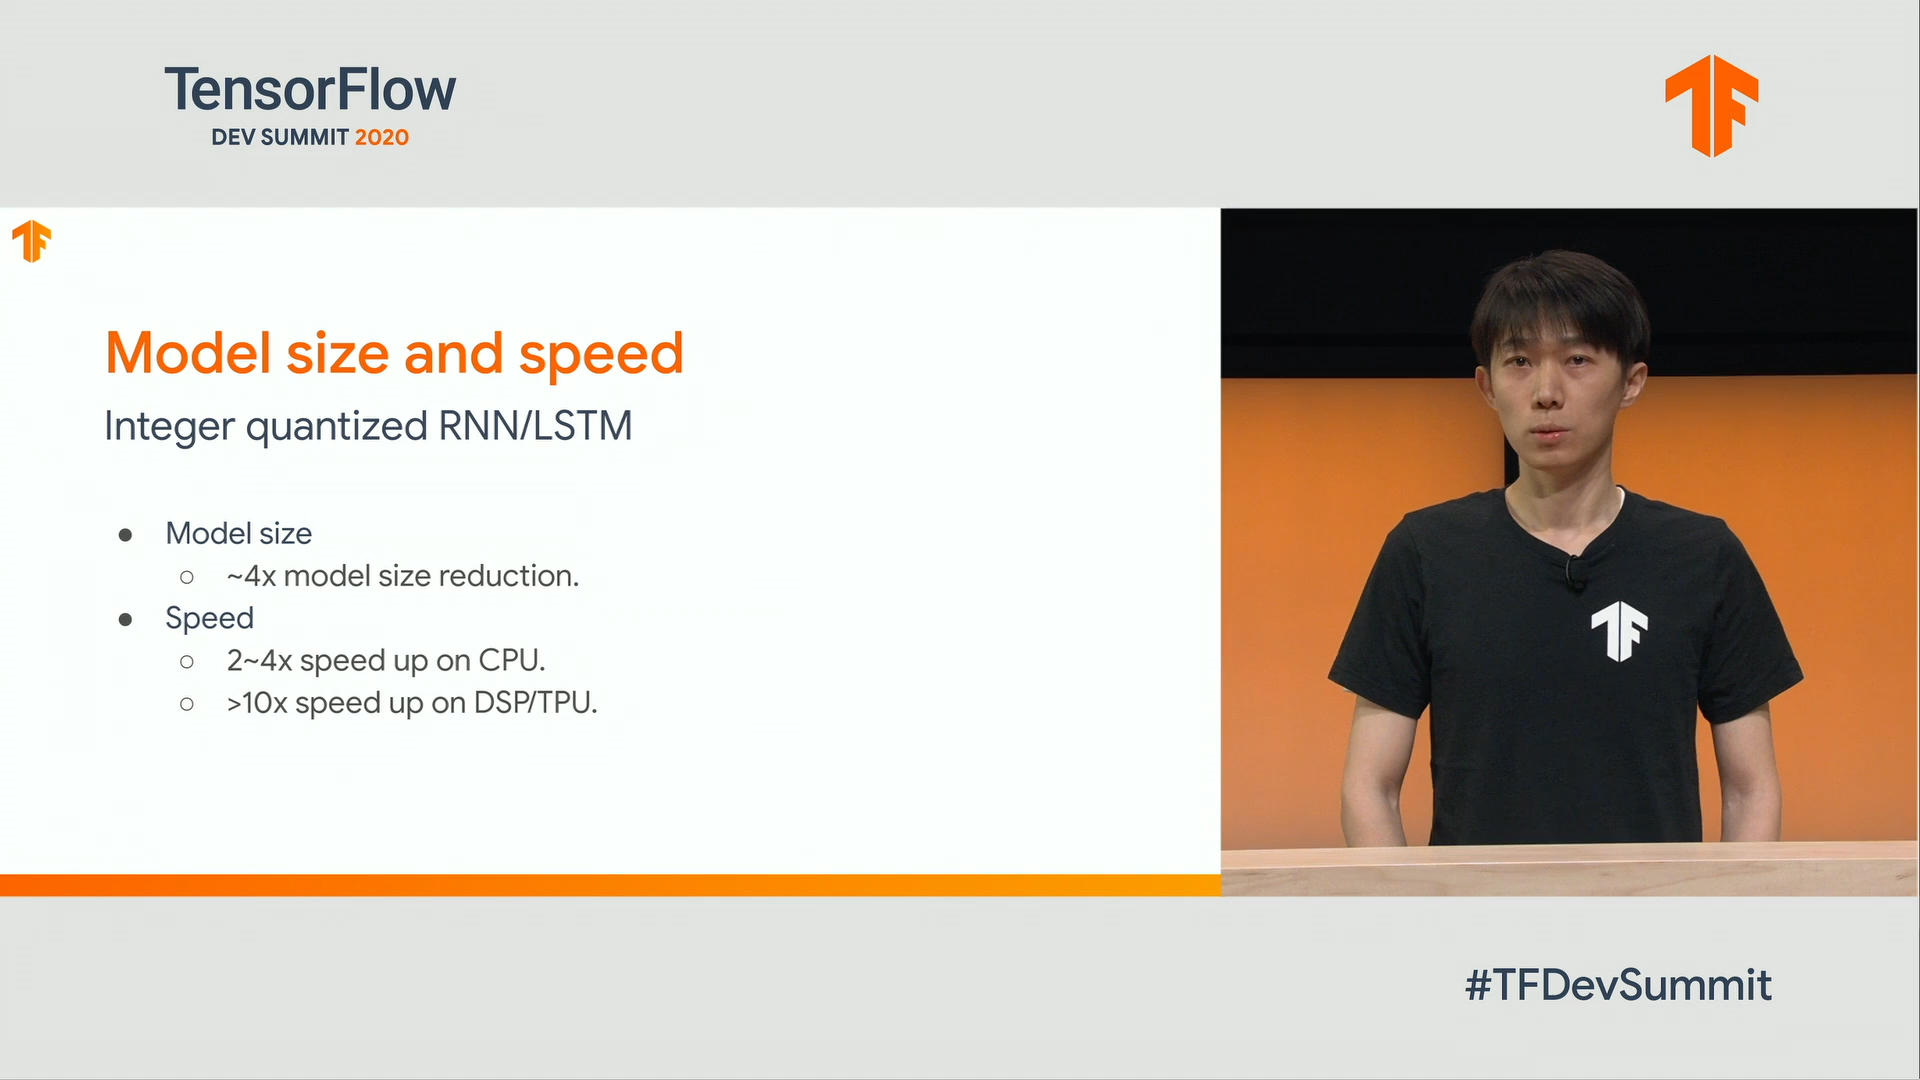 TensorFlow
DEV SUMMIT 2020
Model size and speed
Integer quantized RNN/LSTM
● Model size
○ ~4x model size reduction.
● Speed
○ 2~4x speed up on CPU.
○ >10x speed up on DSP/TPU.
#TFDevSummit